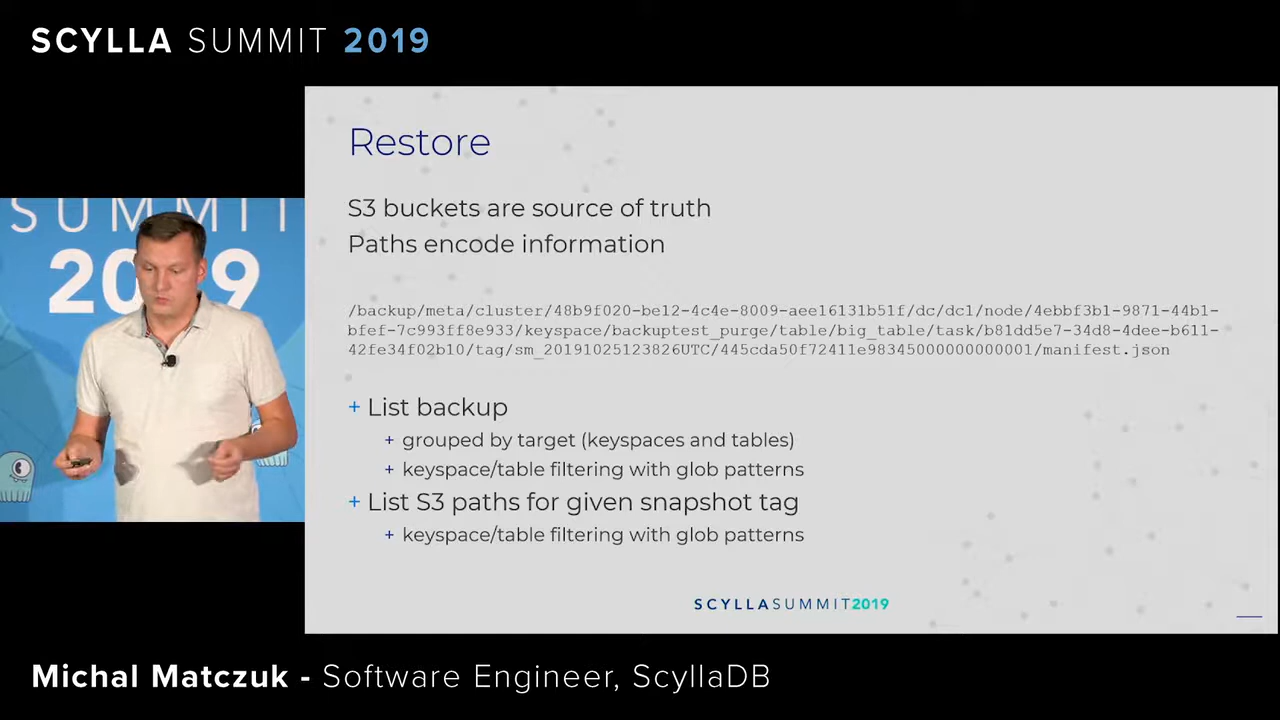 SCYLLA SUMMIT 2019
SUMMIT
2019
Restore
S3 buckets are source of truth
Paths encode information
/backup/meta/cluster/48b9f020-be12-4c4e-8009-aee16131b51f/dc/dc1/node/4ebbf3b1-9871-44b1-
bfef-7c993ff8e933/keyspace/backuptest_purge/table/big_table/task/b81dd5e7-34d8-4dee-b611-
42fe34f02b10/tag/sm_20191025123826UTC/445cda50f72411e98345000000000001/manifest.json
+ List backup
+ grouped by target (keyspaces and tables)
+ keyspace/table filtering with glob patterns
+ List S3 paths for given snapshot tag
+ keyspace/table filtering with glob patterns
SCYLLASUMMIT2019
Michal Matczuk - Software Engineer, ScyllaDB